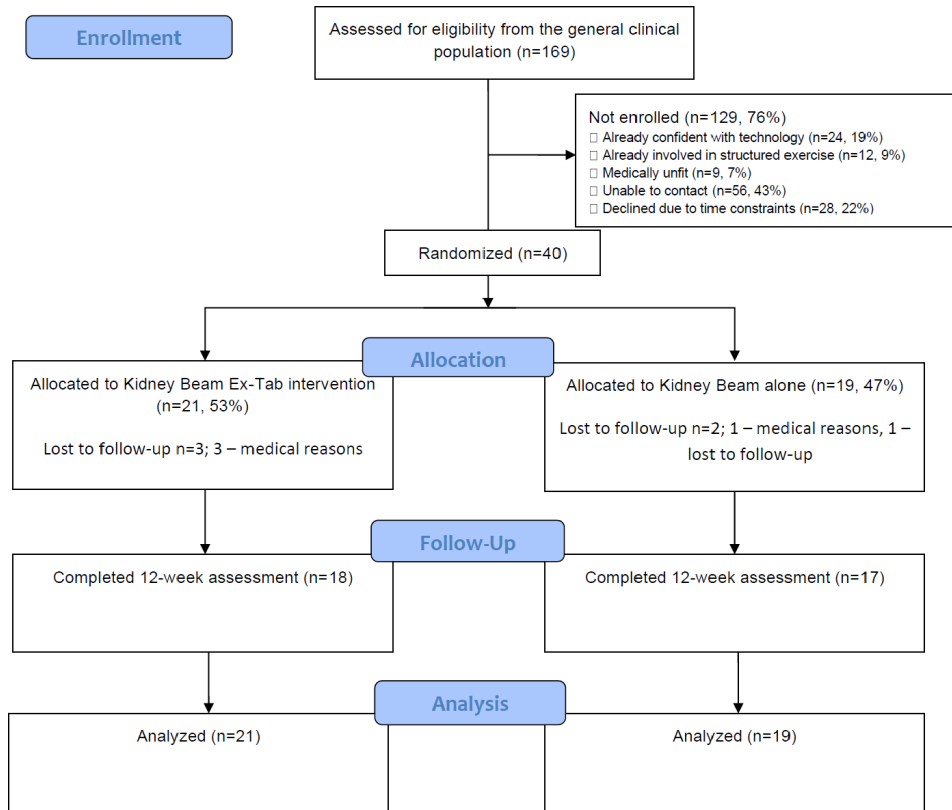 Enrollment
Assessed for eligibility from the general clinical
population (n=169)
Not enrolled (n=129, 76%)
□ Already confident with technology (n=24, 19%)
□ Already involved in structured exercise (n=12, 9%)
□ Medically unfit (n=9, 7%)
□ Unable to contact (n=56, 43%)
□ Declined due to time constraints (n=28, 22%)
Randomized (n=40)
Allocation
Allocated to Kidney Beam Ex-Tab intervention
(n=21, 53%)
Lost to follow-up n=3; 3 – medical reasons
Allocated to Kidney Beam alone (n=19, 47%)
Lost to follow-up n=2; 1 – medical reasons, 1 –
lost to follow-up
Follow-Up
Completed 12-week assessment (n=18)
Completed 12-week assessment (n=17)
Analysis
Analyzed (n=21)
Analyzed (n=19)